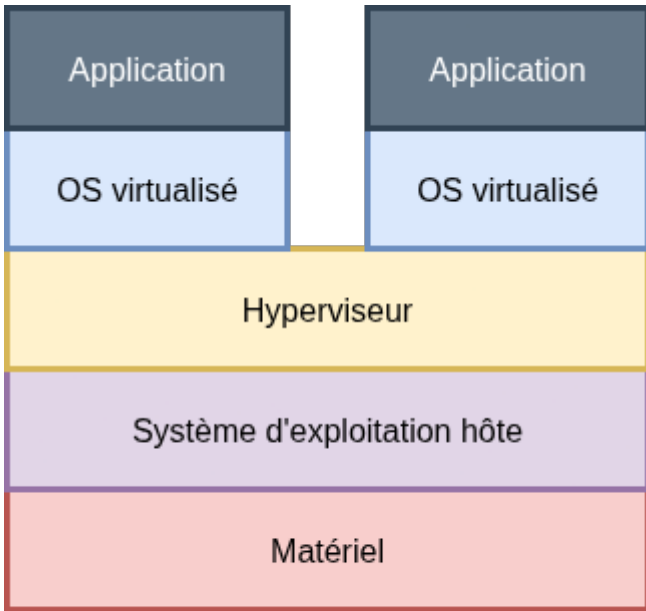 Application
Application
OS virtualisé
OS virtualisé
Hyperviseur
Système d'exploitation hôte
Matériel